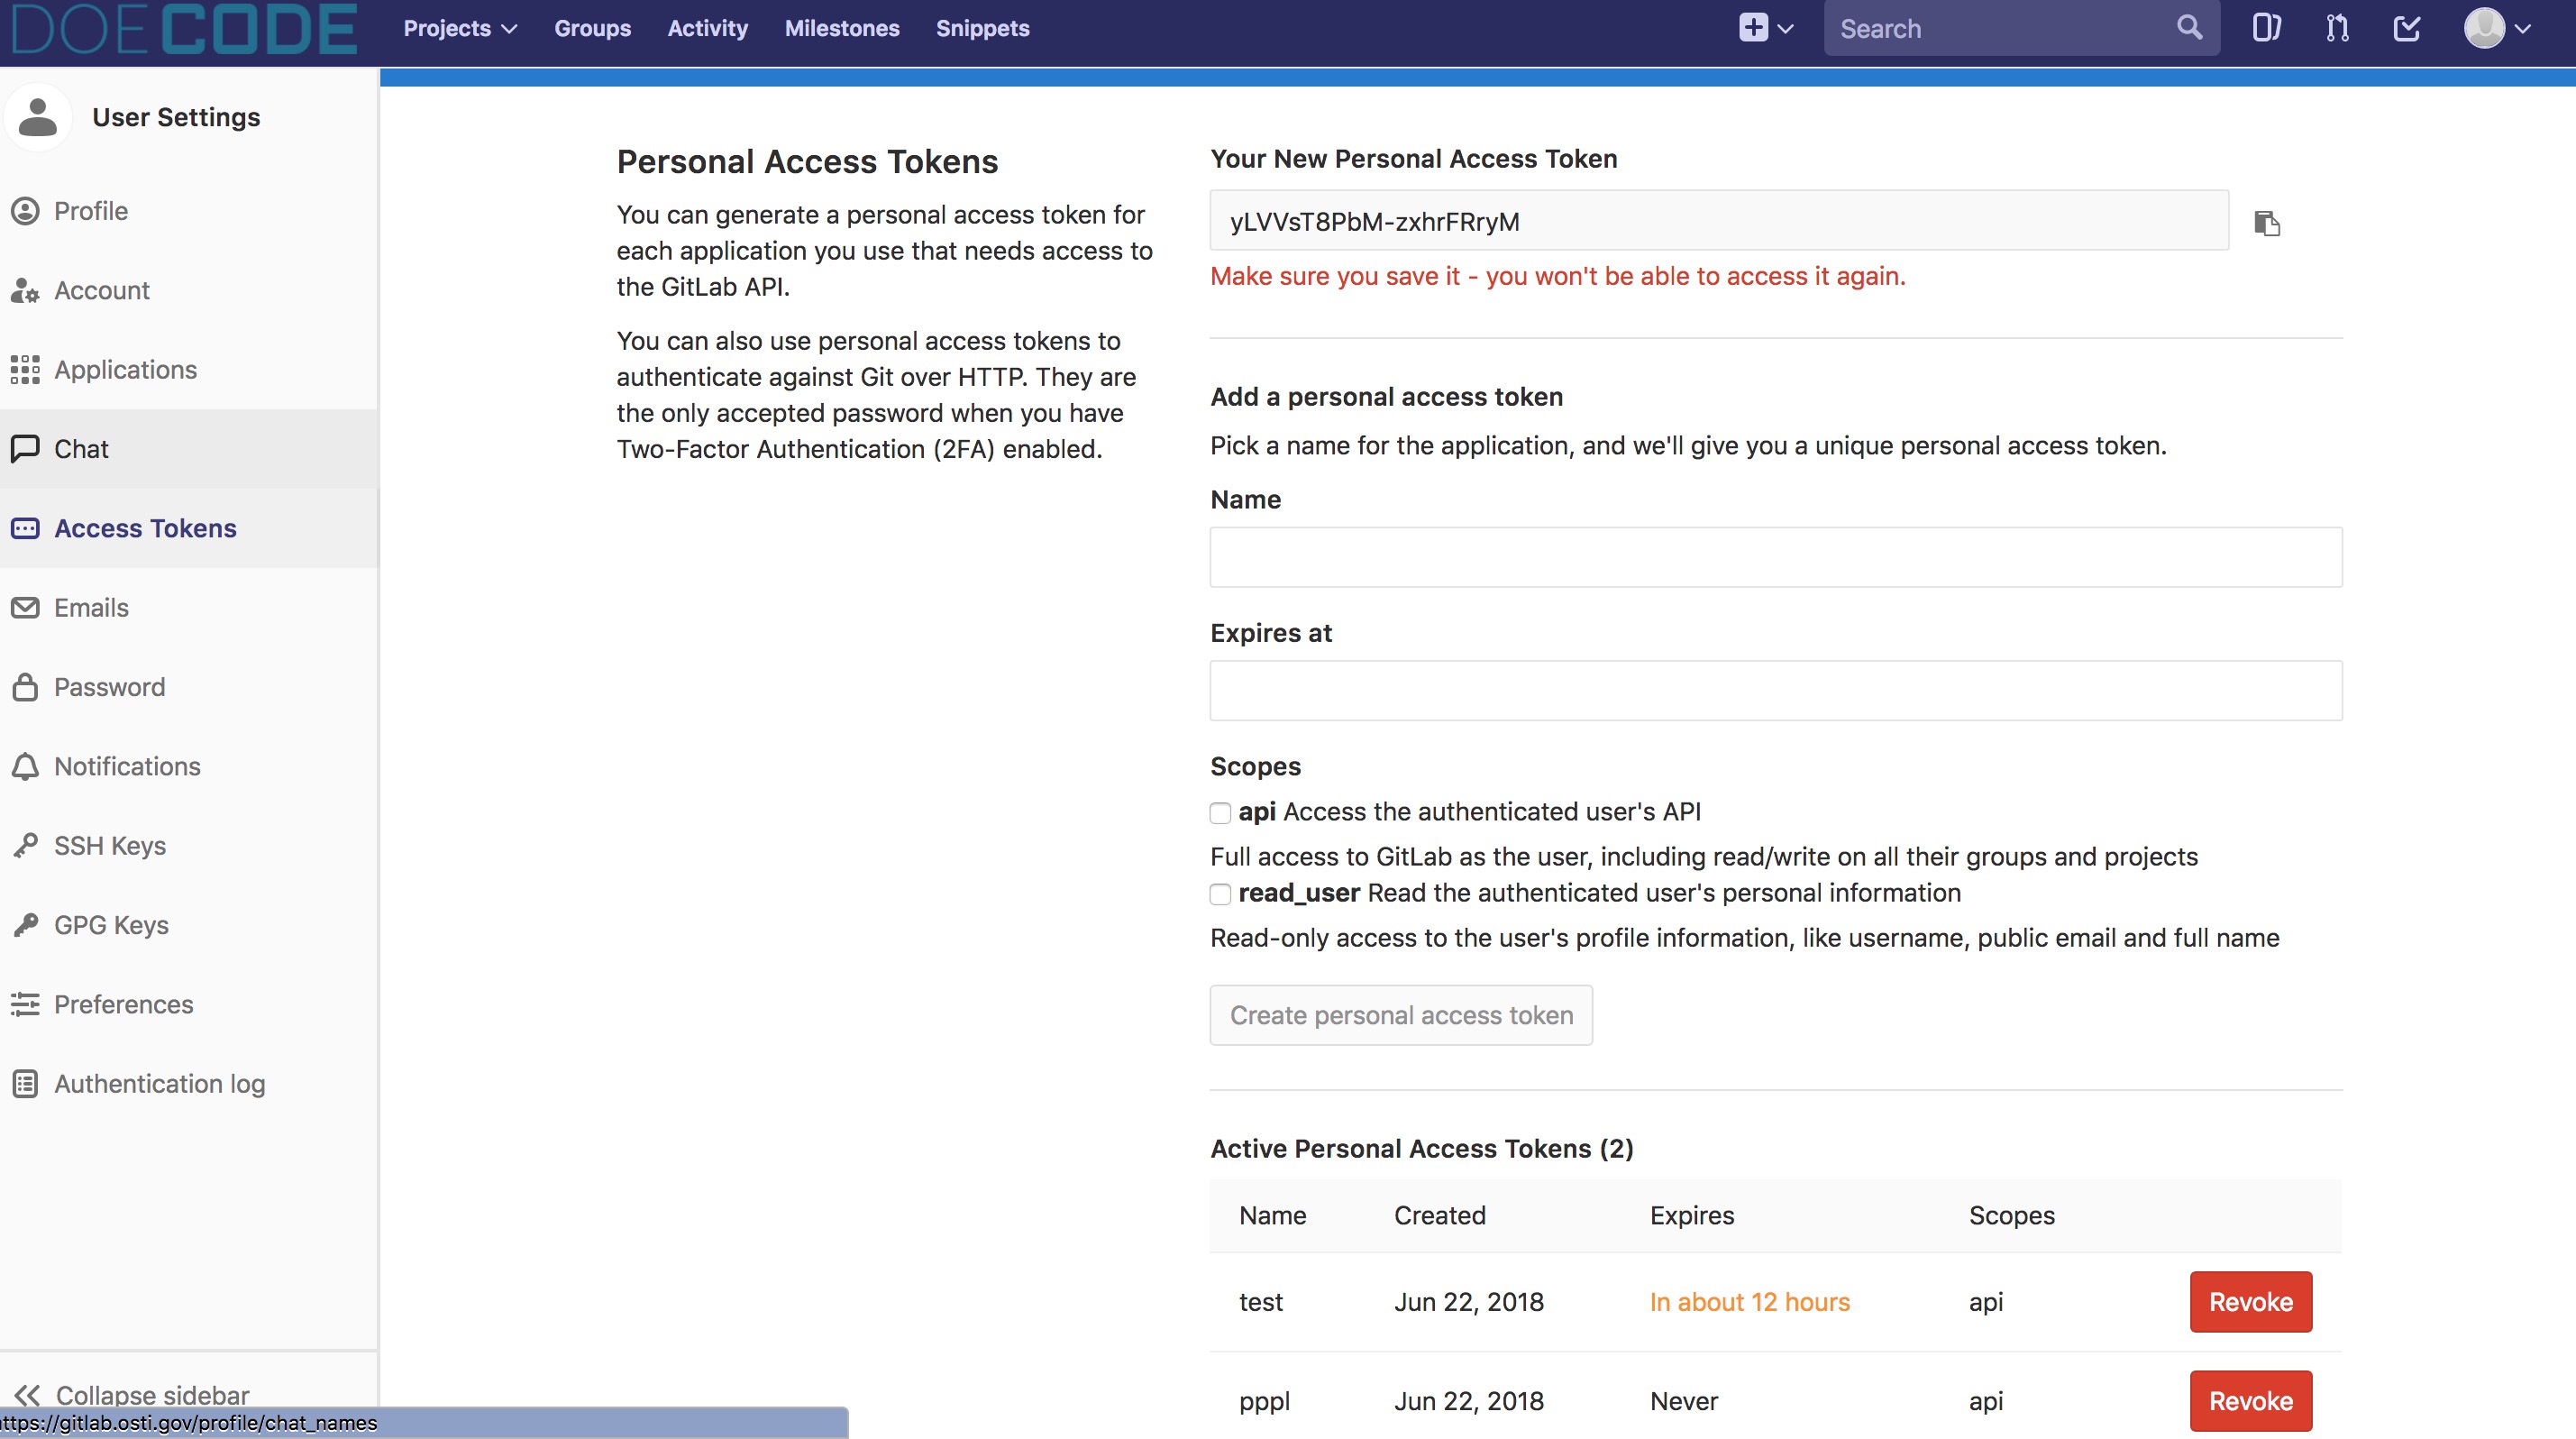 DOE CODE
Projects
Groups
Activity
Milestones
Snippets
Search
User Settings
Profile
Account
Applications
Chat
Access Tokens
Emails
Password
Notifications
SSH Keys
GPG Keys
Preferences
Authentication log
Collapse sidebar
ttps://gitlab.osti.gov/profile/chat_names
Personal Access Tokens
You can generate a personal access token for
each application you use that needs access to
the GitLab API.
You can also use personal access tokens to
authenticate against Git over HTTP. They are
the only accepted password when you have
Two-Factor Authentication (2FA) enabled.
Your New Personal Access Token
yLVVsT8PbM-zxhrFRryM
Make sure you save it - you won't be able to access it again.
Add a personal access token
Pick a name for the application, and we'll give you a unique personal access token.
Name
Expires at
Scopes
api Access the authenticated user's API
Full access to GitLab as the user, including read/write on all their groups and projects
read_user Read the authenticated user's personal information
Read-only access to the user's profile information, like username, public email and full name
Create personal access token
Active Personal Access Tokens (2)
Name Created Expires Scopes
test Jun 22, 2018 In about 12 hours api Revoke
pppl Jun 22, 2018 Never api Revoke